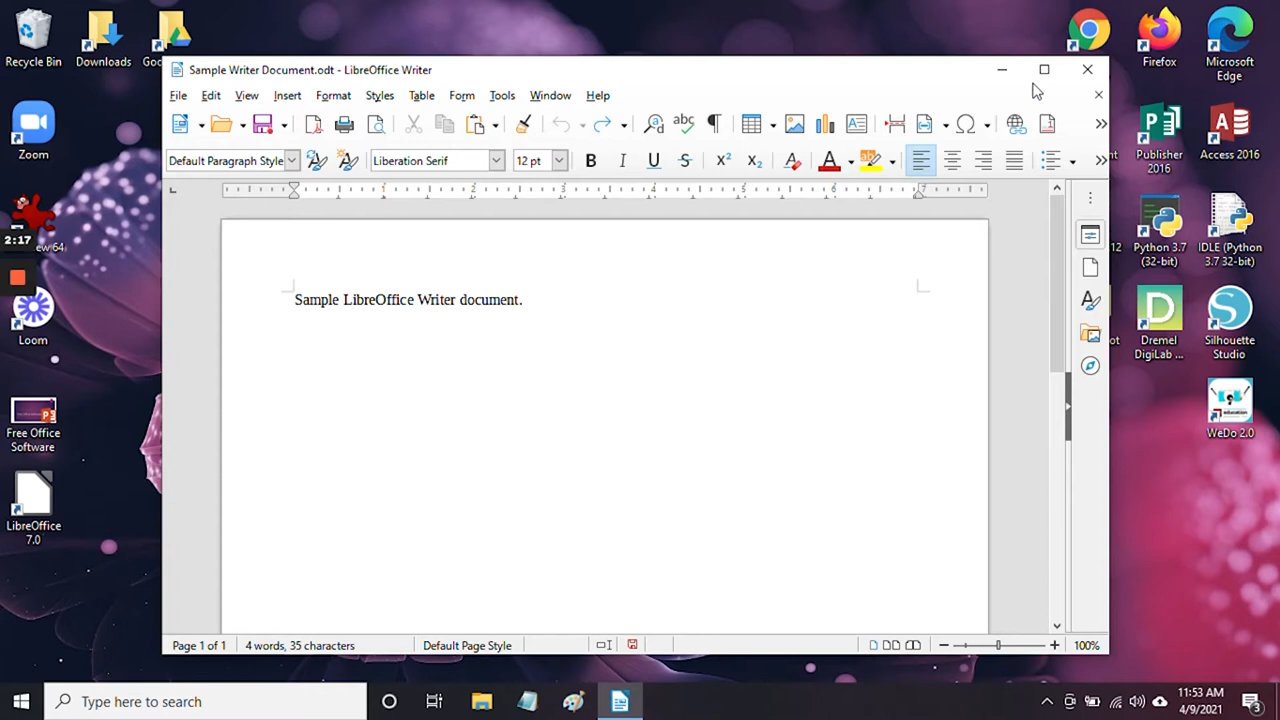 Recycle Bin
Downloads
Goo
Firefox
Microsoft
Edge
Sample Writer Document.odt - LibreOffice Writer
File Edit View Insert Format Styles Table Form Tools Window Help
Default Paragraph Style Liberation Serif 12 pt
Sample LibreOffice Writer document.
Zoom
Publisher
2016
Access 2016
2:17
Python 3.7
(32-bit)
IDLE (Python
3.7 32-bit)
Loom
Dremel
DigiLab ...
Silhouette
Studio
Free Office
Software
WeDo 2.0
LibreOffice
7.0
Page 1 of 1 4 words, 35 characters Default Page Style 100%
Type here to search
11:53 AM
4/9/2021